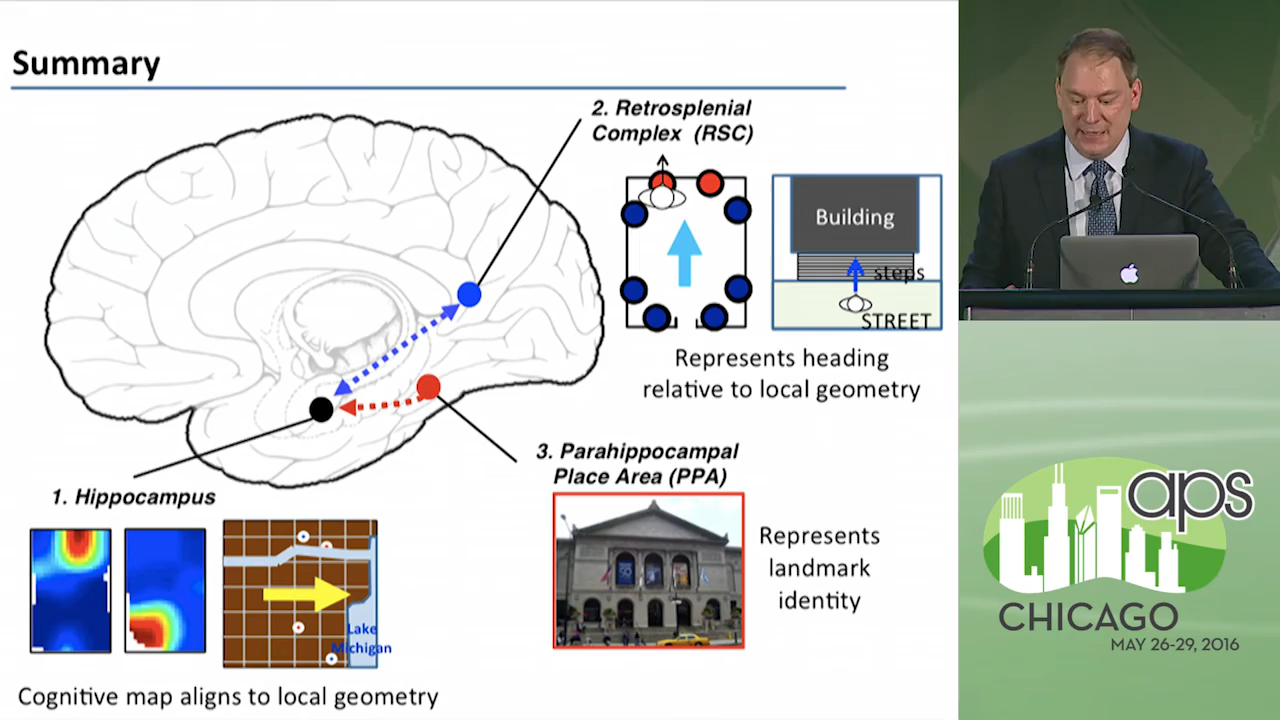 Summary
2. Retrosplenial
Complex (RSC)
Building
steps
STREET
Represents heading
relative to local geometry
3. Parahippocampal
Place Area (PPA)
Represents
landmark
identity
1. Hippocampus
Lake
Michigan
Cognitive map aligns to local geometry
aps
CHICAGO
MAY 26-29, 2016